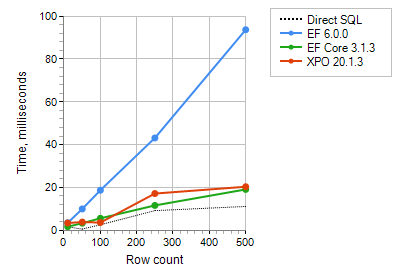 100
80
60
40
20
0
0
100
200
300
400
500
Time, milliseconds
Row count
Direct SQL
EF 6.0.0
EF Core 3.1.3
XPO 20.1.3